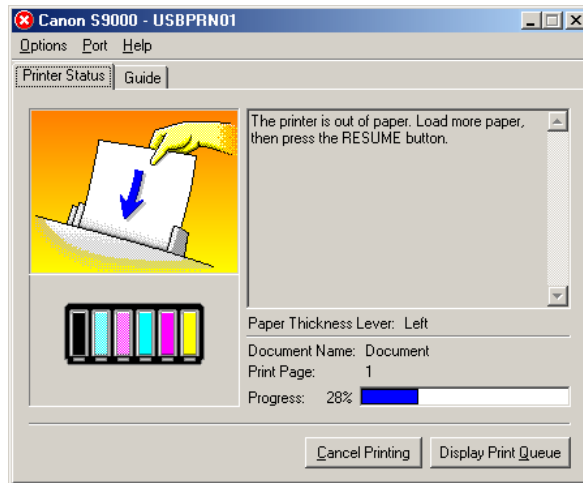 Canon S9000 - USBPRN01
Options Port Help
Printer Status Guide
The printer is out of paper. Load more paper,
then press the RESUME button.
Paper Thickness Lever: Left
Document Name: Document
Print Page: 1
Progress: 28%
Cancel Printing Display Print Queue